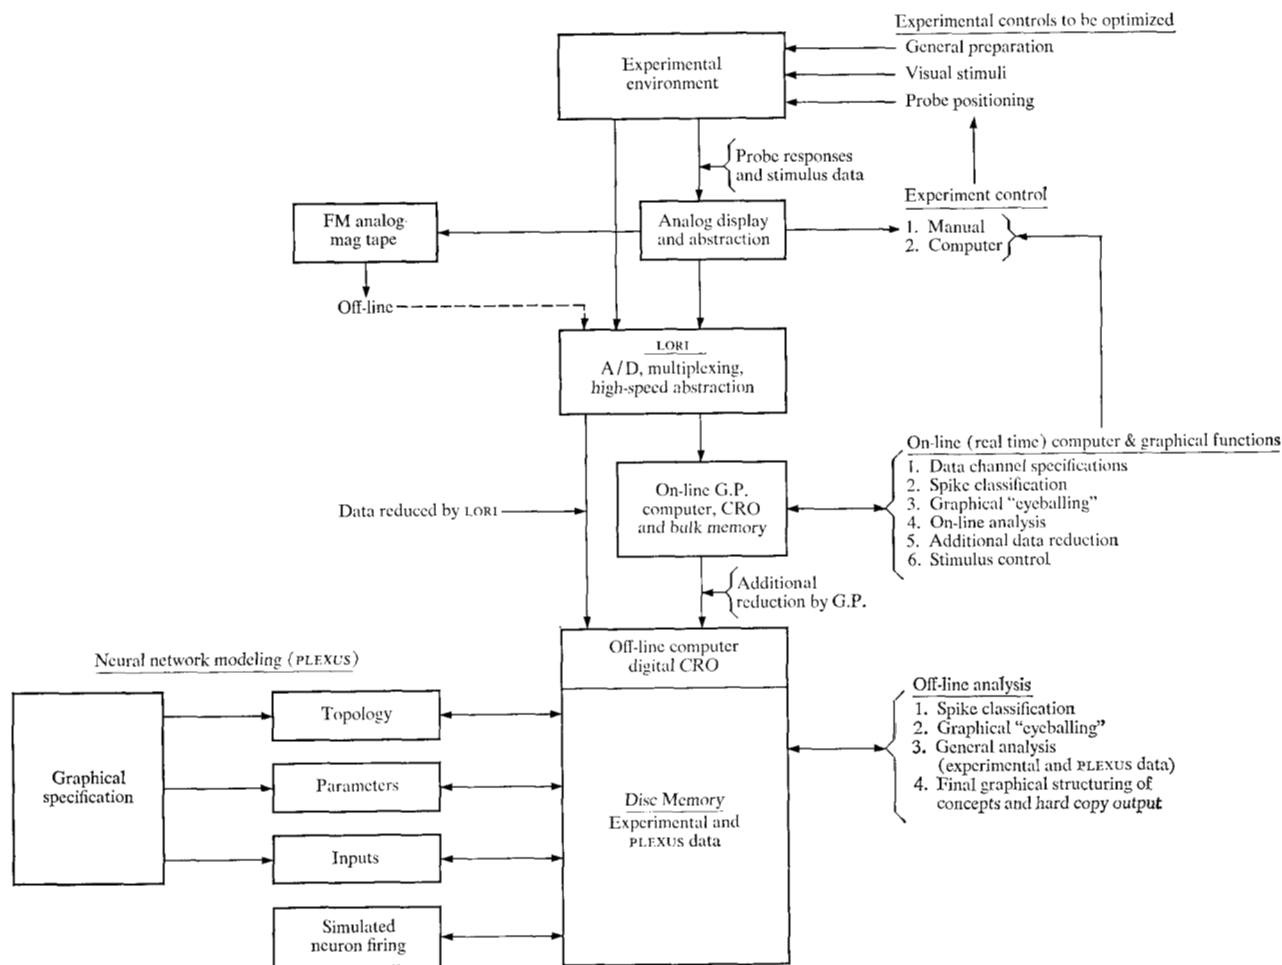 Experimental controls to be optimized
General preparation
Visual stimuli
Probe positioning
Experimental
environment
Probe responses
and stimulus data
Experiment control
1. Manual
2. Computer
FM analog
mag tape
Analog display
and abstraction
Off-line
LORI
A/D, multiplexing,
high-speed abstraction
On-line (real time) computer & graphical functions
1. Data channel specifications
2. Spike classification
3. Graphical "eyeballing"
4. On-line analysis
5. Additional data reduction
6. Stimulus control
On-line G.P.
computer, CRO
and bulk memory
Data reduced by LORI
Additional
reduction by G.P.
Off-line computer
digital CRO
Neural network modeling (PLEXUS)
Graphical
specification
Topology
Parameters
Inputs
Simulated
neuron firing
Disc Memory
Experimental and
PLEXUS data
Off-line analysis
1. Spike classification
2. Graphical "eyeballing"
3. General analysis
(experimental and PLEXUS data)
4. Final graphical structuring of
concepts and hard copy output